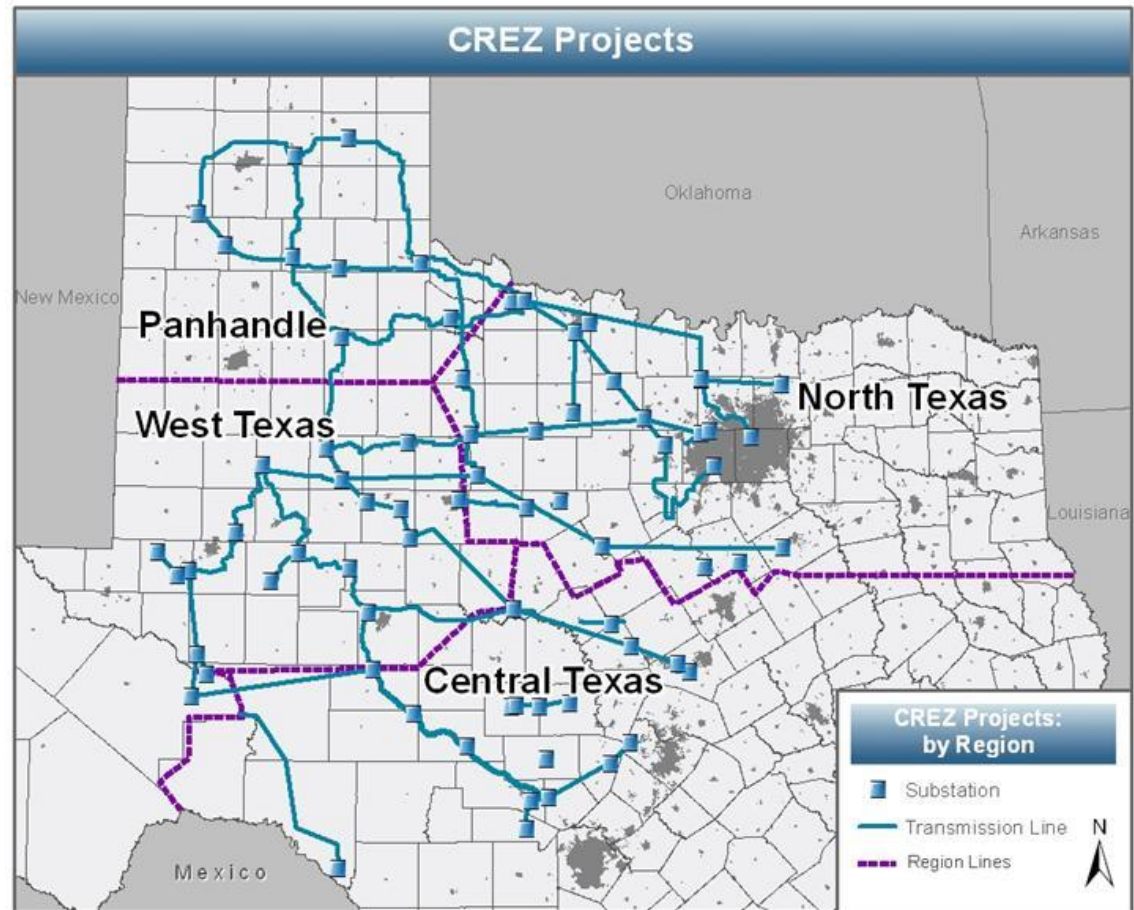 CREZ Projects
Oklahoma
Arkansas
New Mexico
Panhandle
West Texas
North Texas
Louisiana
Central Texas
Mexico
CREZ Projects:
by Region
Substation
Transmission Line
Region Lines
N